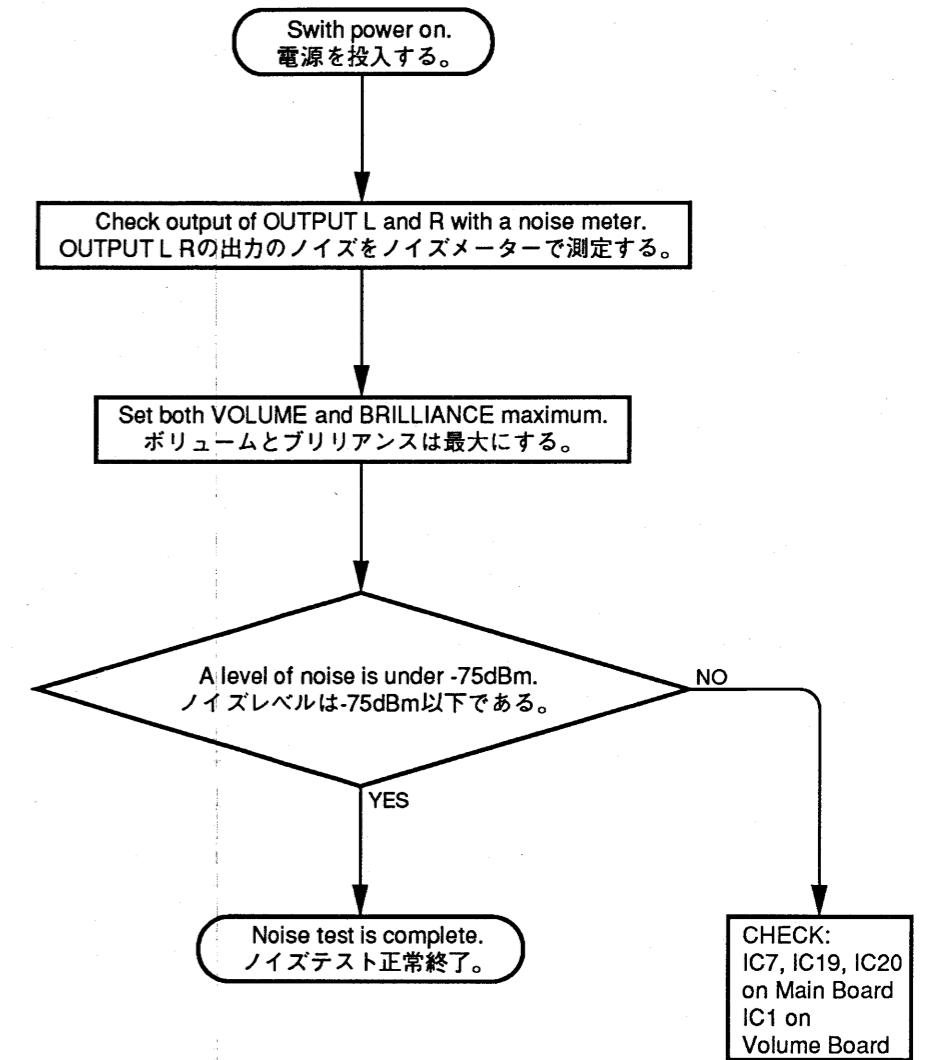 Swith power on.
電源を投入する。
Check output of OUTPUT L and R with a noise meter.
OUTPUT L Rの出力のノイズをノイズメーターで測定する。
Set both VOLUME and BRILLIANCE maximum.
ボリュームとブリリアンスは最大にする。
A level of noise is under -75dBm.
ノイズレベルは-75dBm以下である。
NO
YES
Noise test is complete.
ノイズテスト正常終了。
CHECK:
IC7, IC19, IC20
on Main Board
IC1 on
Volume Board